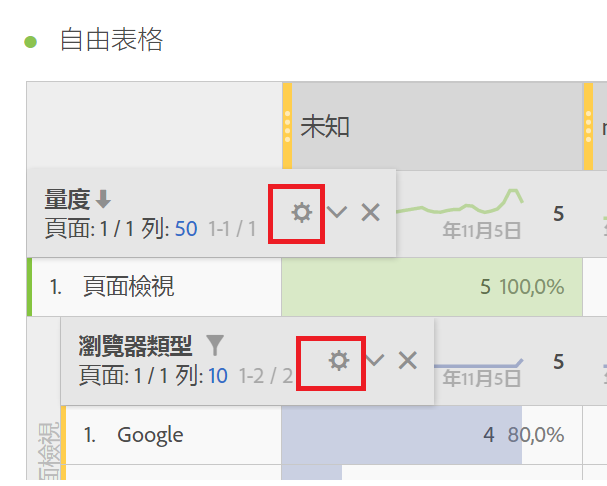 自由表格
未知
量度
頁面: 1 / 1 列: 50 1-1 / 1
年11月5日
5
1. 頁面檢視
5 100,0%
瀏覽器類型
頁面: 1 / 1 列: 10 1-2 / 2
年11月5日
5
面檢視
1. Google
4 80,0%